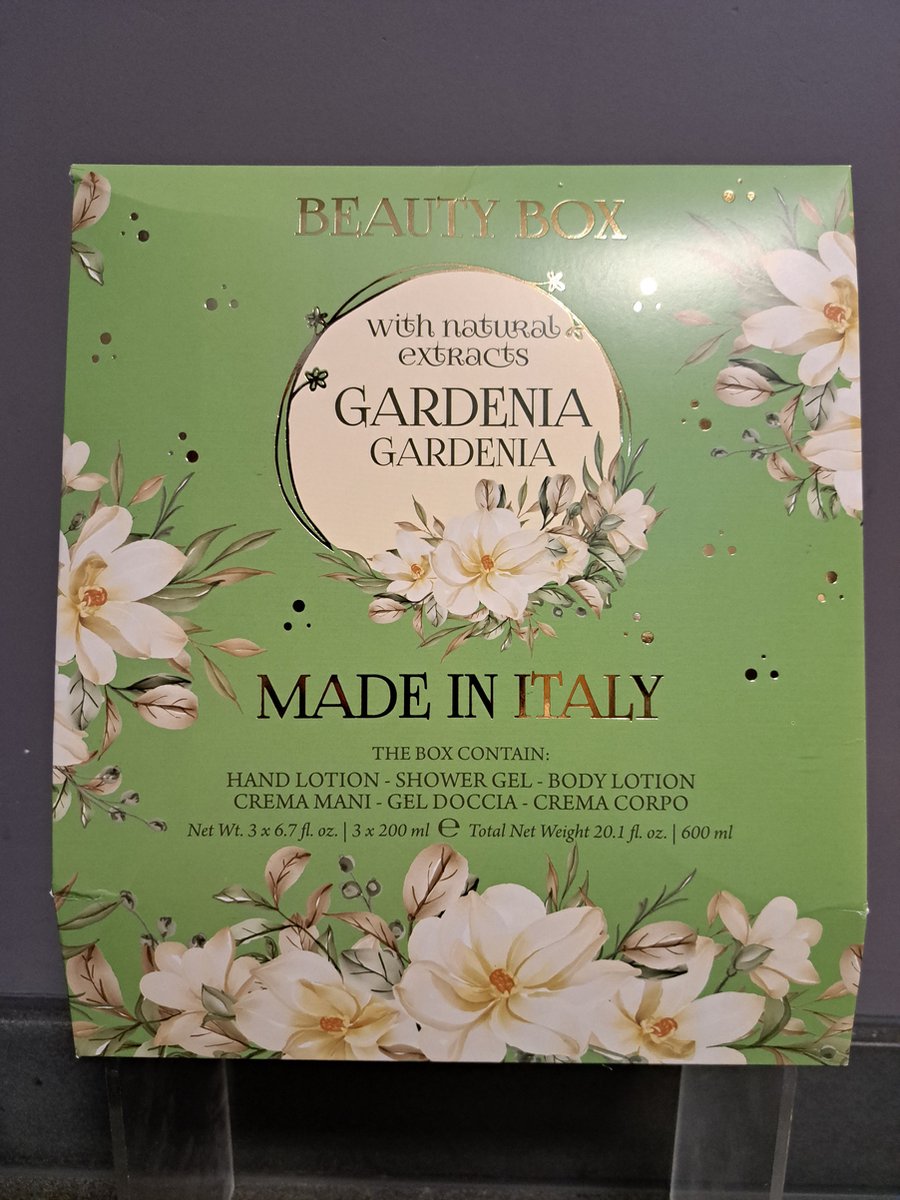 BEAUTY BOX
with natural
extracts
GARDENIA
GARDENIA
MADE IN ITALY
THE BOX CONTAIN:
HAND LOTION - SHOWER GEL - BODY LOTION
CREMA MANI - GEL DOCCIA - CREMA CORPO
Net Wt. 3 x 6.7 fl. oz. | 3 x 200 ml ℮ Total Net Weight 20.1 fl. oz. | 600 ml